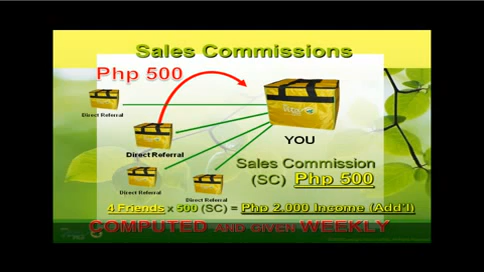 Sales Commissions
Php 500
Direct Referral
Direct Referral
Direct Referral
Direct Referral
YOU
Sales Commission
(SC) Php 500
4 Friends x 500 (SC) = Php 2,000 Income (Add'l)
COMPUTED AND GIVEN WEEKLY